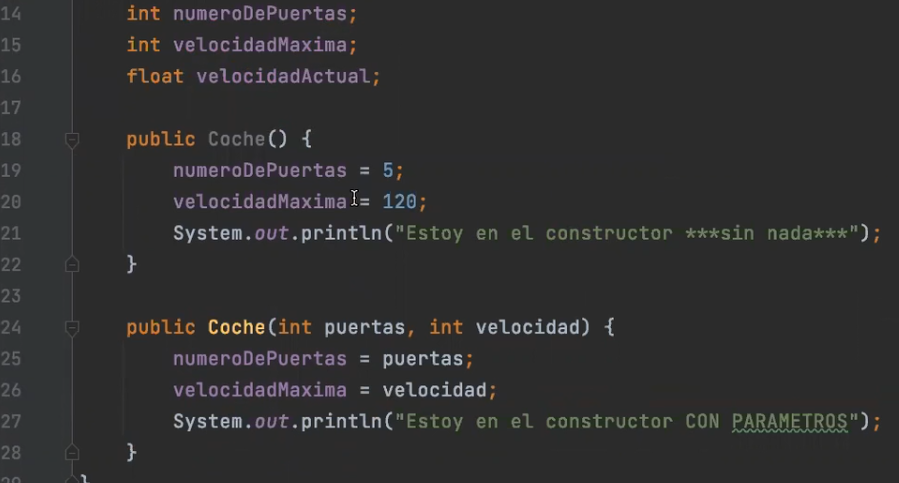 14 int numeroDePuertas;
15 int velocidadMaxima;
16 float velocidadActual;
17
18 public Coche() {
19 numeroDePuertas = 5;
20 velocidadMaxima = 120;
21 System.out.println("Estoy en el constructor ***sin nada***");
22 }
23
24 public Coche(int puertas, int velocidad) {
25 numeroDePuertas = puertas;
26 velocidadMaxima = velocidad;
27 System.out.println("Estoy en el constructor CON PARAMETROS");
28 }
29 }